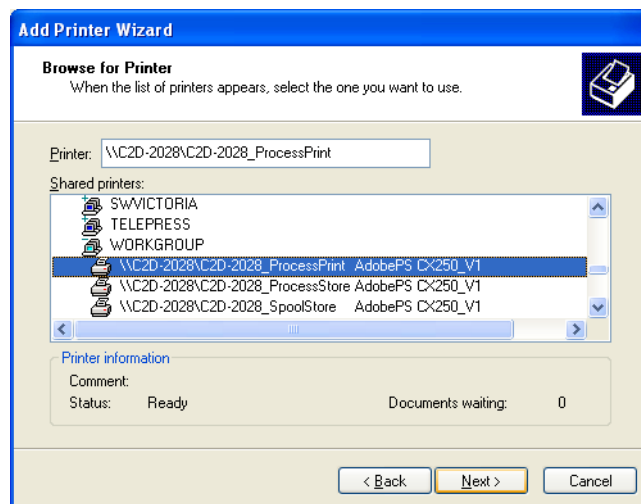 Add Printer Wizard
Browse for Printer
When the list of printers appears, select the one you want to use.
Printer: \\C2D-2028\C2D-2028_ProcessPrint
Shared printers:
SWVICTORIA
TELEPRESS
WORKGROUP
\\C2D-2028\C2D-2028_ProcessPrint AdobePS CX250_V1
\\C2D-2028\C2D-2028_ProcessStore AdobePS CX250_V1
\\C2D-2028\C2D-2028_SpoolStore AdobePS CX250_V1
Printer information
Comment:
Status: Ready Documents waiting: 0
< Back Next > Cancel